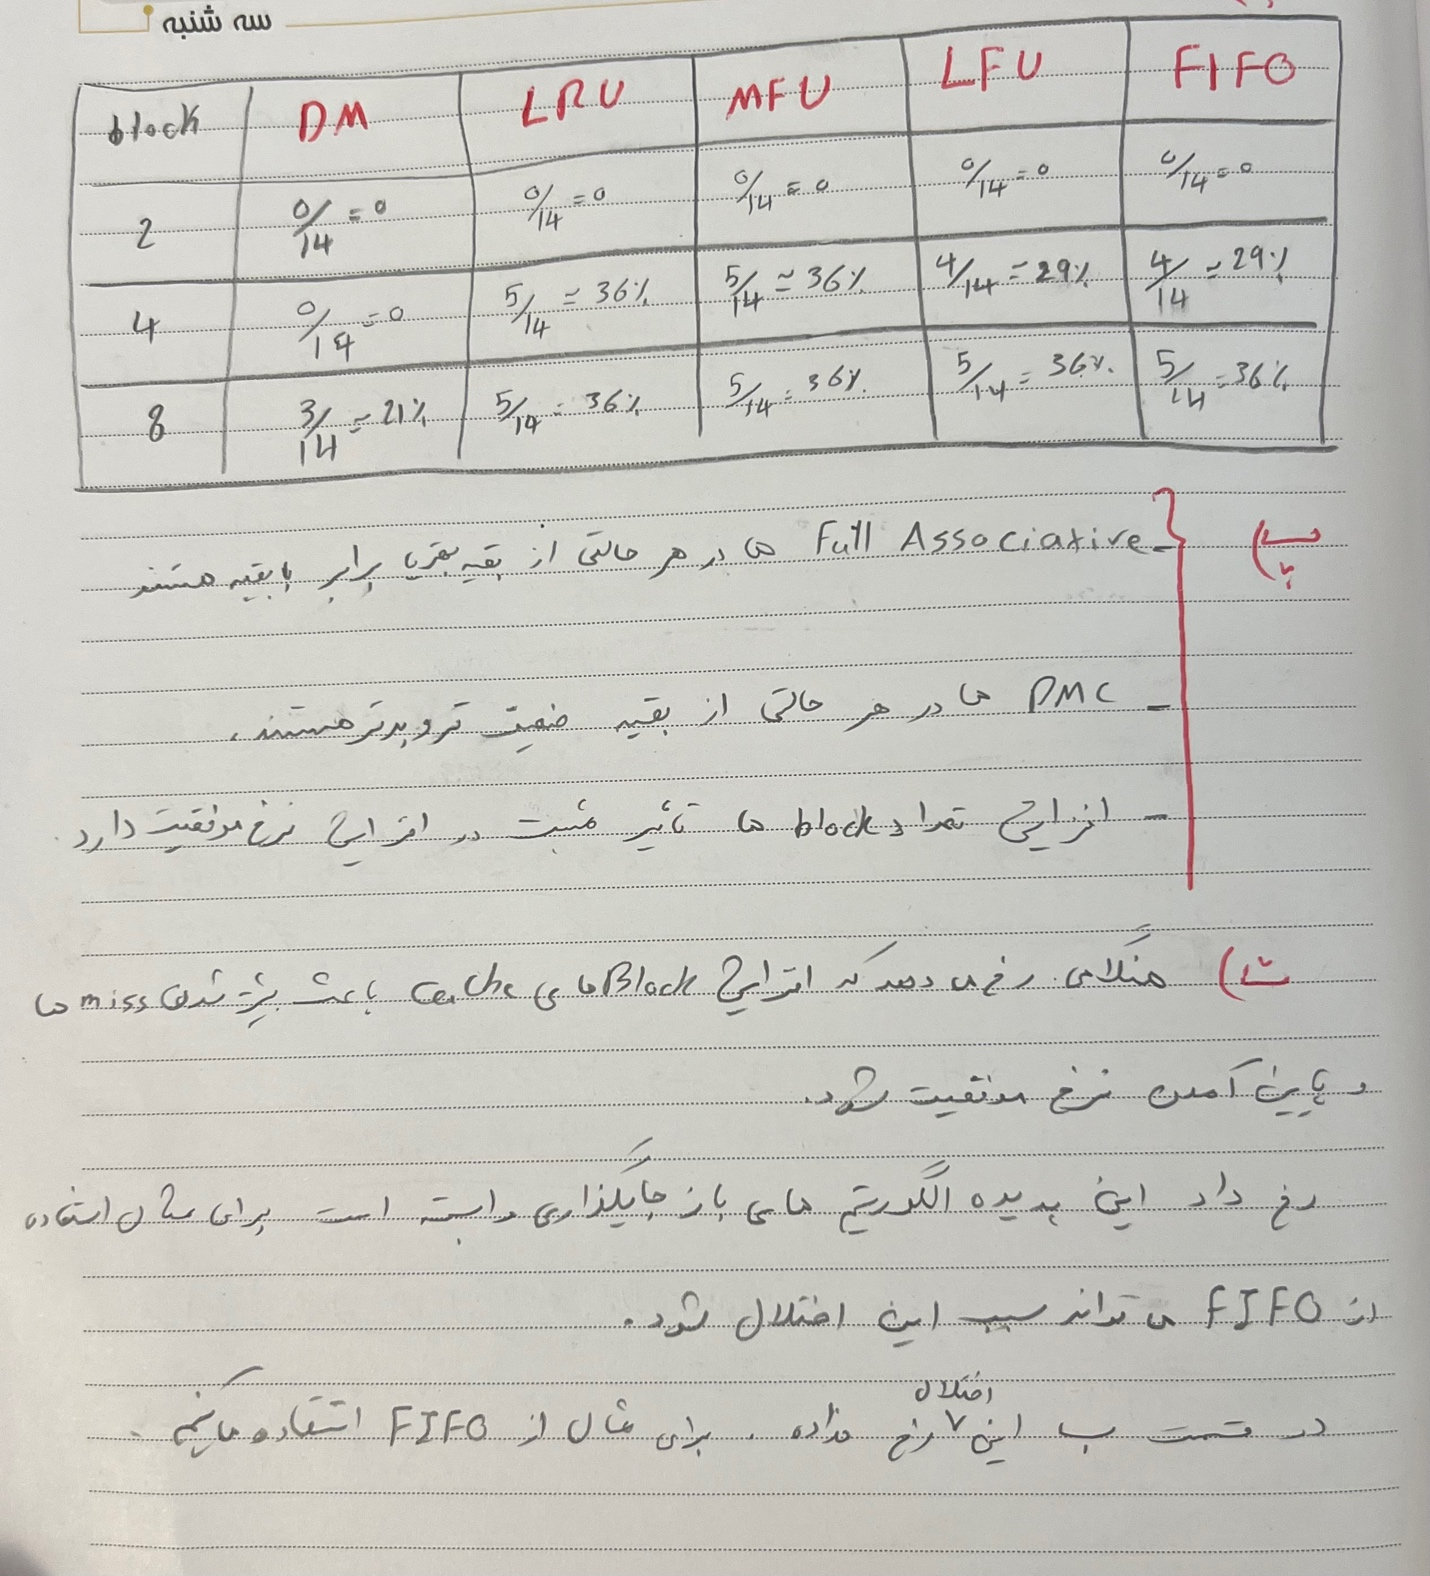 سه شنبه
block DM LRU MFU LFU FIFO
2 0/14 = 0 0/14 = 0 0/14 = 0 0/14 = 0 0/14 = 0
4 0/14 = 0 5/14 ≈ 36% 5/14 ≈ 36% 4/14 = 29% 4/14 ≈ 29%
8 3/14 ≈ 21% 5/14 = 36% 5/14 = 36% 5/14 = 36% 5/14 = 36%
پ) - Full Associative ها در هر حالتی از بقیه تقریبا برابر با بقیه هستند
- DMC ها در هر حالتی از بقیه ضعیف تر و بدتر هستند.
- افزایش تعداد block ها تاثیر مثبت در افزایش نرخ موفقیت دارد
ث) هنگامی رخ می دهد که افزایش Block های cache باعث بیشتر شدن miss ها
و پایین آمدن نرخ موفقیت شود.
رخ داد این پدیده الگوریتم های باز جایگذاری وابسته است برای مثال استفاده
از FIFO می تواند سبب این اختلال شود.
در قسمت ب این اختلال رخ . برای مثال از FIFO استفاده میکنیم .